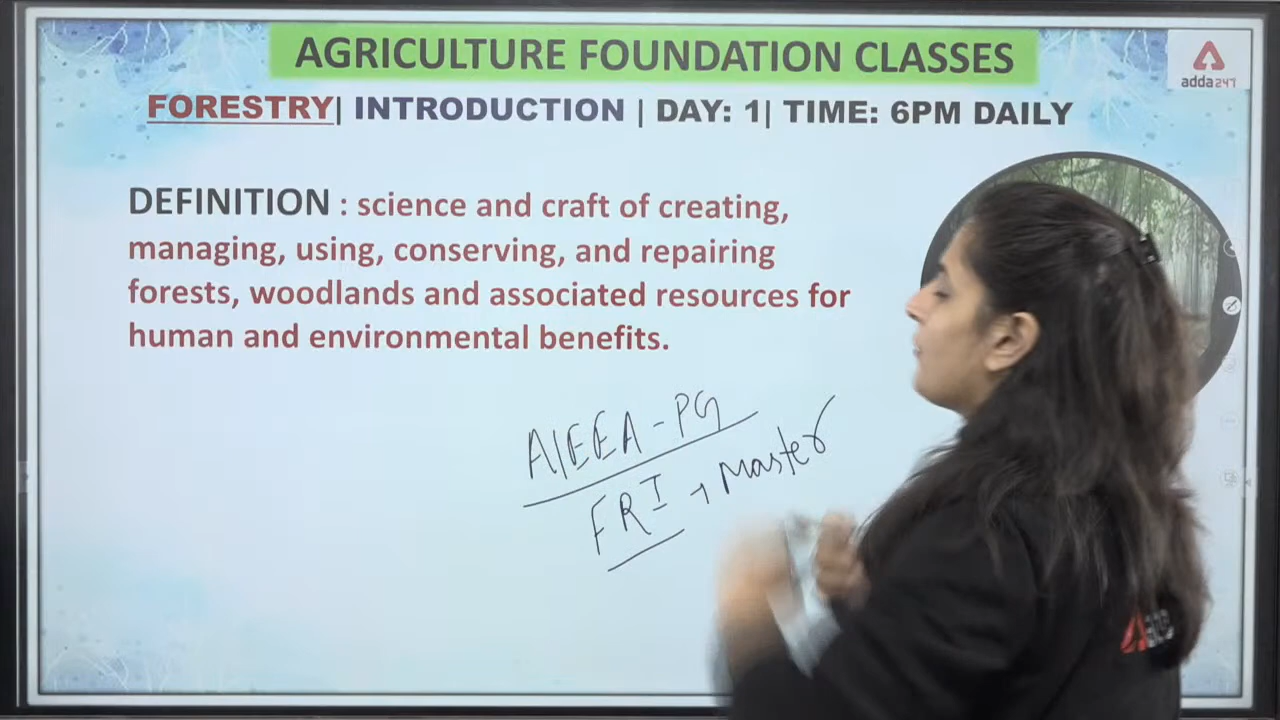 AGRICULTURE FOUNDATION CLASSES
adda247
FORESTRY| INTRODUCTION | DAY: 1| TIME: 6PM DAILY
DEFINITION : science and craft of creating,
managing, using, conserving, and repairing
forests, woodlands and associated resources for
human and environmental benefits.
AIEEA-PG
FRI → Master